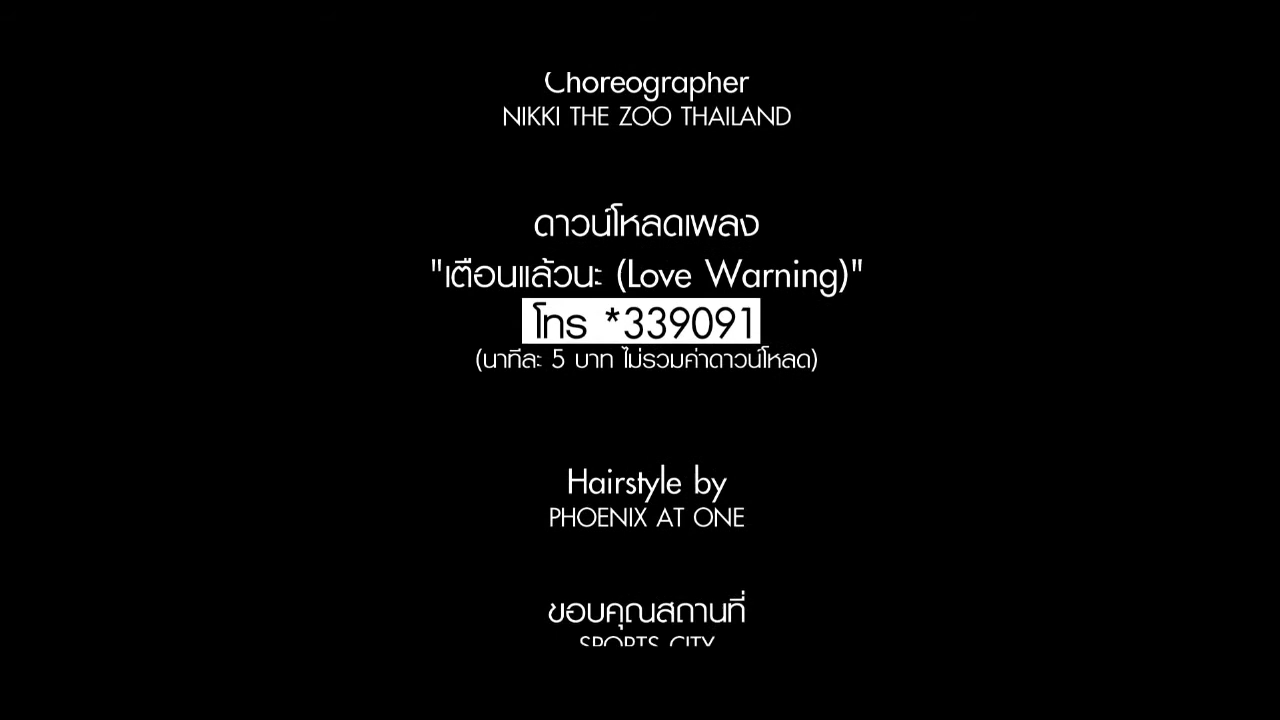 Choreographer
NIKKI THE ZOO THAILAND
ดาวน์โหลดเพลง
"เตือนแล้วนะ (Love Warning)"
โทร *339091
(นาทีละ 5 บาท ไม่รวมค่าดาวน์โหลด)
Hairstyle by
PHOENIX AT ONE
ขอบคุณสถานที่
SPORTS CITY